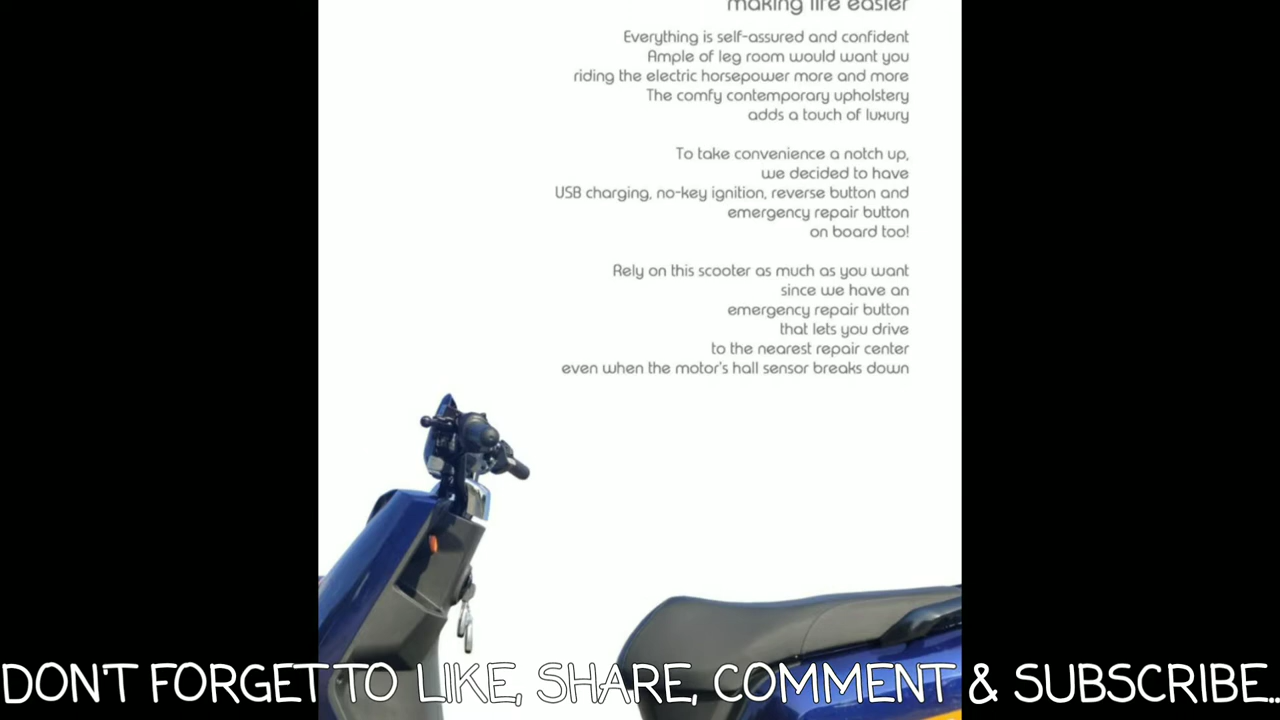 making life easier
Everything is self-assured and confident
Ample of leg room would want you
riding the electric horsepower more and more
The comfy contemporary upholstery
adds a touch of luxury
To take convenience a notch up,
we decided to have
USB charging, no-key ignition, reverse button and
emergency repair button
on board too!
Rely on this scooter as much as you want
since we have an
emergency repair button
that lets you drive
to the nearest repair center
even when the motor's hall sensor breaks down
DON'T FORGET TO LIKE, SHARE, COMMENT & SUBSCRIBE..